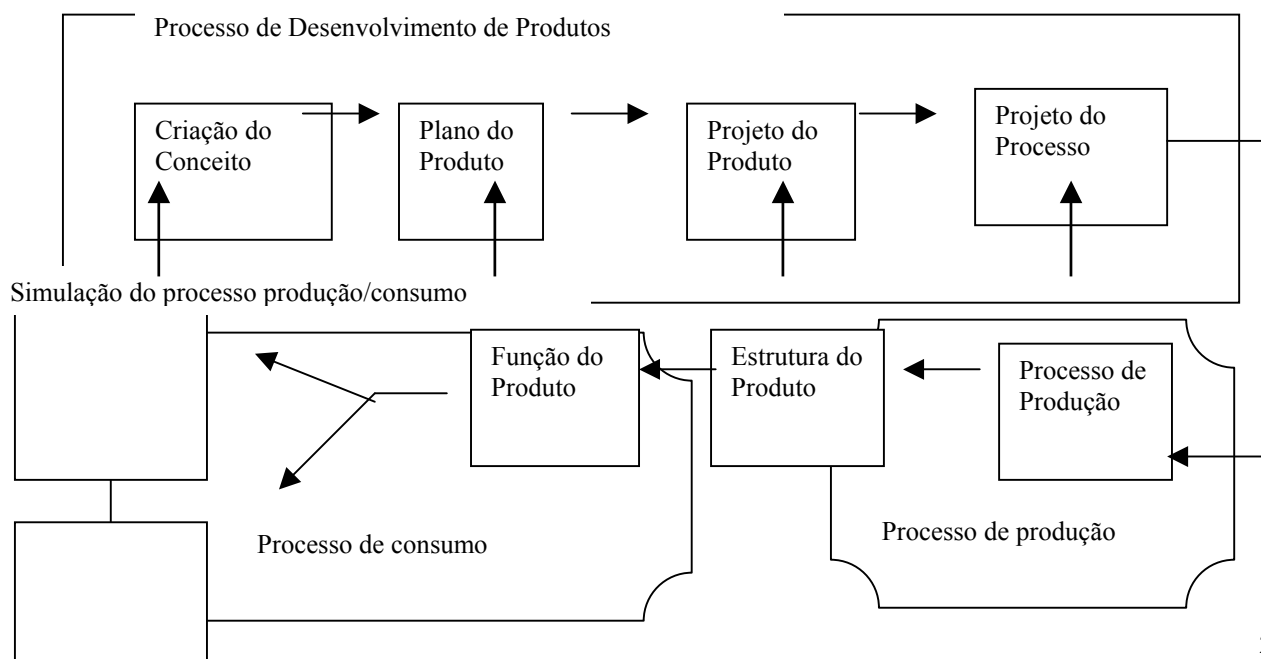 Processo de Desenvolvimento de Produtos
Criação do
Conceito
Plano do
Produto
Projeto do
Produto
Projeto do
Processo
Simulação do processo produção/consumo
Função do
Produto
Estrutura do
Produto
Processo de
Produção
Processo de consumo
Processo de produção